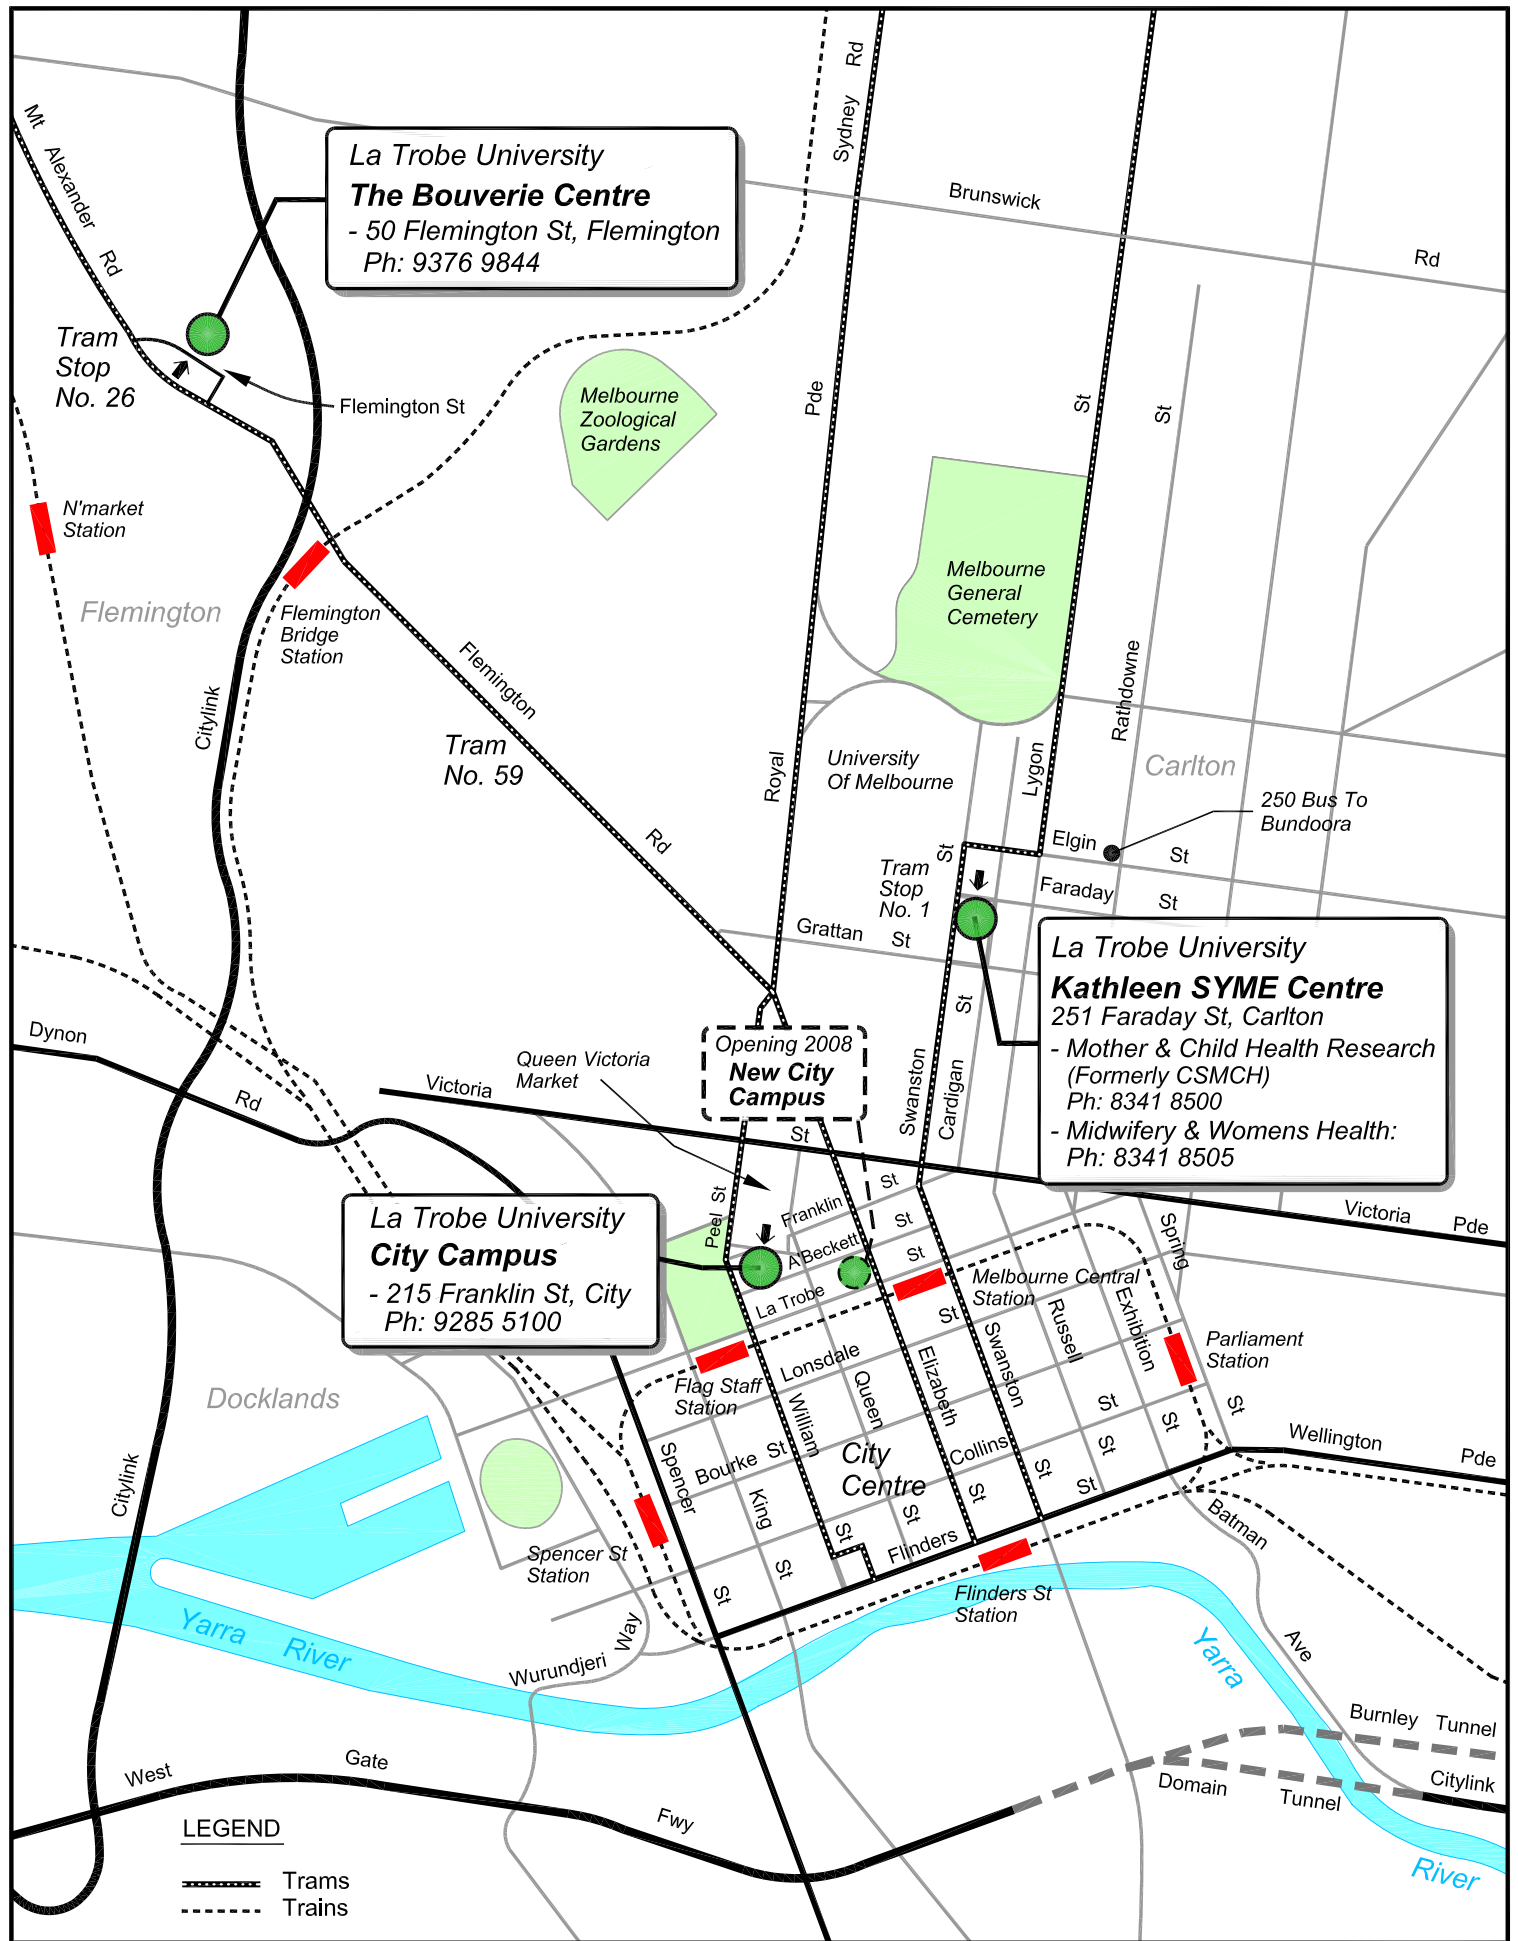 Mt Alexander Rd
Sydney Rd
La Trobe University
The Bouverie Centre
- 50 Flemington St, Flemington
Ph: 9376 9844
Brunswick Rd
Tram
Stop
No. 26
Flemington St
Melbourne
Zoological
Gardens
Pde
St
St
N'market
Station
Flemington
Flemington
Bridge
Station
Melbourne
General
Cemetery
Citylink
Flemington
Rd
Tram
No. 59
Royal
University
Of Melbourne
Lygon
Rathdowne
Carlton
250 Bus To
Bundoora
Elgin St
St
Tram
Stop
No. 1
Faraday St
Grattan St
La Trobe University
Kathleen SYME Centre
251 Faraday St, Carlton
- Mother & Child Health Research
(Formerly CSMCH)
Ph: 8341 8500
- Midwifery & Womens Health:
Ph: 8341 8505
Dynon
Rd
Queen Victoria
Market
Opening 2008
New City
Campus
Victoria
St
Swanston
Cardigan
St
Victoria Pde
La Trobe University
City Campus
- 215 Franklin St, City
Ph: 9285 5100
Peel St
Franklin
St
A'Beckett
St
La Trobe
St
Spring
St
Melbourne Central
Station
Exhibition
St
Russell
St
Parliament
Station
Flag Staff
Station
Lonsdale
St
William
St
Queen
St
Elizabeth
St
Swanston
St
Docklands
Spencer
St
Bourke St
St
King
St
City
Centre
Collins
St
Wellington Pde
Citylink
Spencer St
Station
Flinders
St
Flinders St
Station
Batman
Ave
Yarra River
Wurundjeri Way
Yarra
River
Burnley Tunnel
Domain Tunnel
Citylink
West Gate Fwy
LEGEND
Trams
Trains